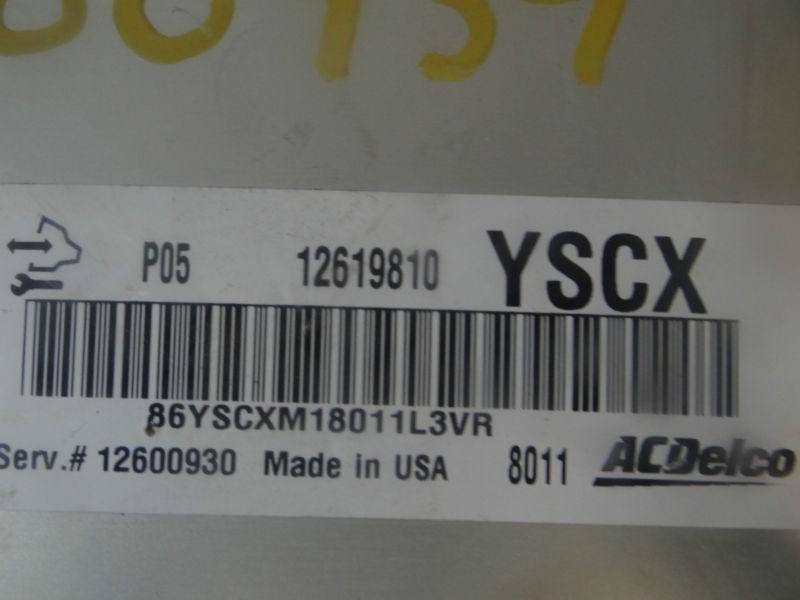 P05 12619810 YSCX
86YSCXM18011L3VR
Serv.# 12600930 Made in USA 8011 ACDelco